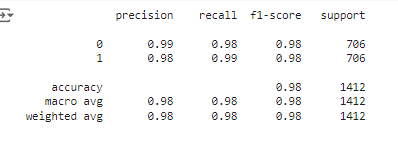 precision recall f1-score support
0 0.99 0.98 0.98 706
1 0.98 0.99 0.98 706
accuracy 0.98 1412
macro avg 0.98 0.98 0.98 1412
weighted avg 0.98 0.98 0.98 1412